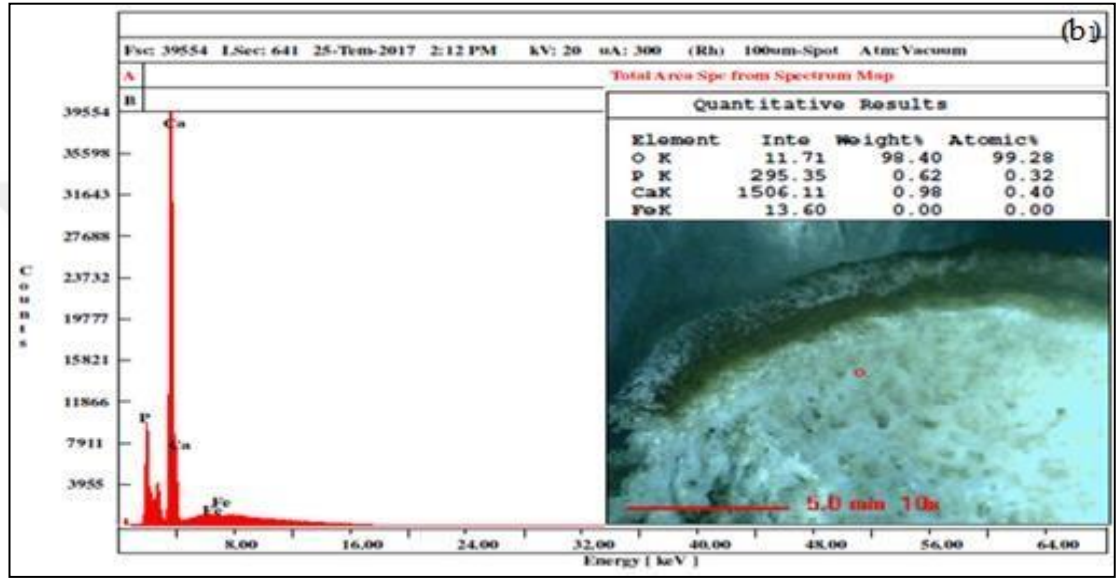 (b)
Fsc: 39554 LSec: 641 25-Tem-2017 2:12 PM kV: 20 uA: 300 (Rh) 100um-Spot Atm:Vacuum
A
Total Area Spc from Spectrum Map
B
Quantitative Results
Element Inte Weight% Atomic%
O K 11.71 98.40 99.28
P K 295.35 0.62 0.32
CaK 1506.11 0.98 0.40
FeK 13.60 0.00 0.00
39554
35598
31643
27688
23732
19777
15821
11866
7911
3955
Counts
Ca
P
Ca
Fe
Fe
5.0 mm 10x
8.00 16.00 24.00 32.00 40.00 48.00 56.00 64.00
Energy [ keV ]